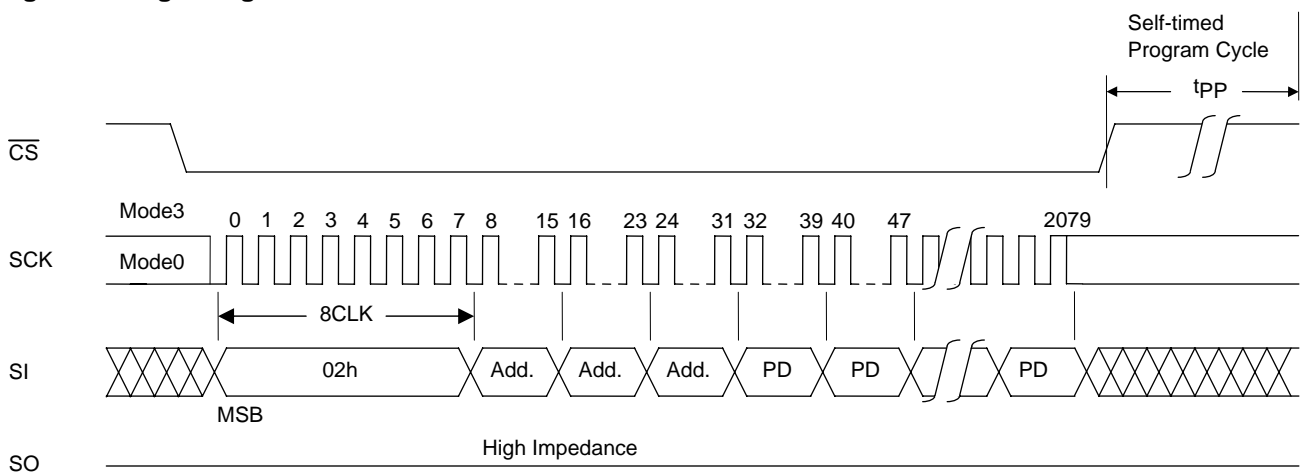 Self-timed
Program Cycle
tPP
CS
Mode3
0 1 2 3 4 5 6 7 8 15 16 23 24 31 32 39 40 47 2079
SCK
Mode0
8CLK
SI
02h Add. Add. Add. PD PD PD
MSB
High Impedance
SO